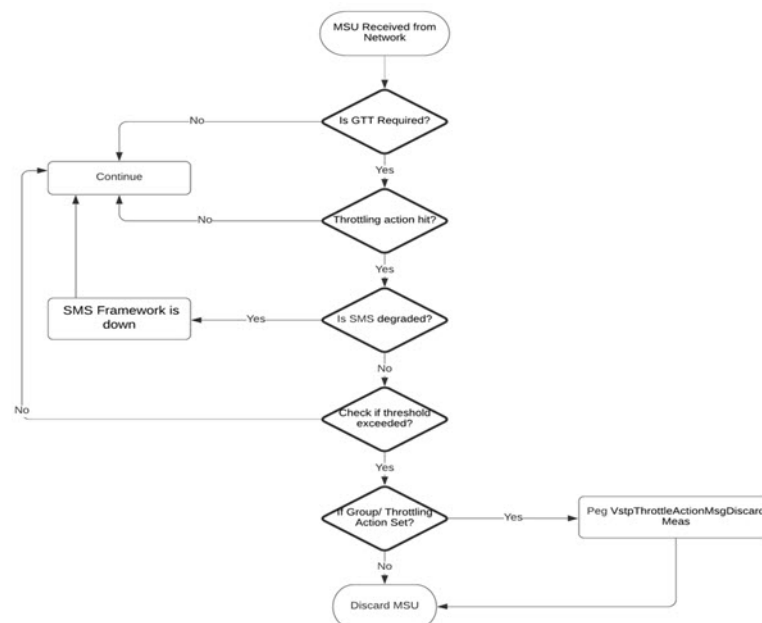 MSU Received from
Network
Is GTT Required?
No
Yes
Continue
Throttling action hit?
No
Yes
SMS Framework is
down
Yes
Is SMS degraded?
No
Check if threshold
exceeded?
No
Yes
If Group/ Throttling
Action Set?
Yes
Peg VstpThrottleActionMsgDiscard
Meas
No
Discard MSU